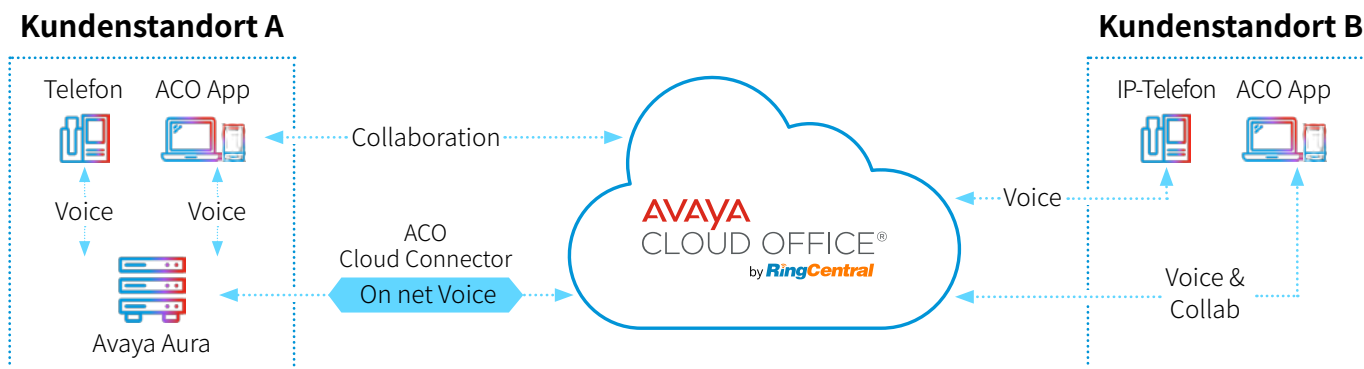 Kundenstandort A
Kundenstandort B
Telefon
ACO App
IP-Telefon
ACO App
Collaboration
Voice
Voice
Voice
AVAYA
CLOUD OFFICE®
by RingCentral
ACO
Cloud Connector
On net Voice
Voice &
Collab
Avaya Aura